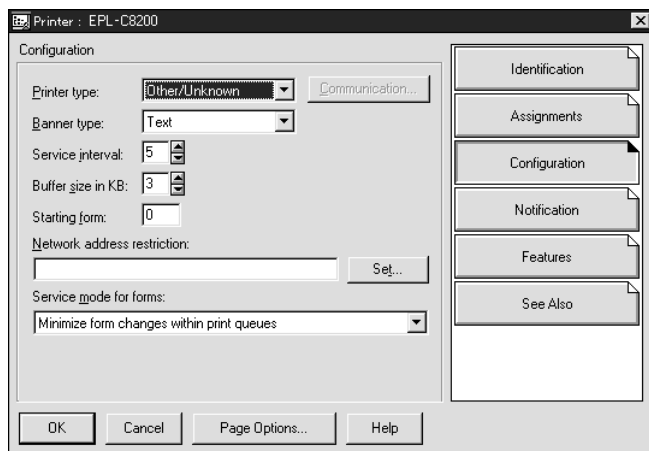 Printer : EPL-C8200
Configuration
Printer type: Other/Unknown Communication...
Banner type: Text
Service interval: 5
Buffer size in KB: 3
Starting form: 0
Network address restriction:
Set...
Service mode for forms:
Minimize form changes within print queues
OK Cancel Page Options... Help
Identification
Assignments
Configuration
Notification
Features
See Also